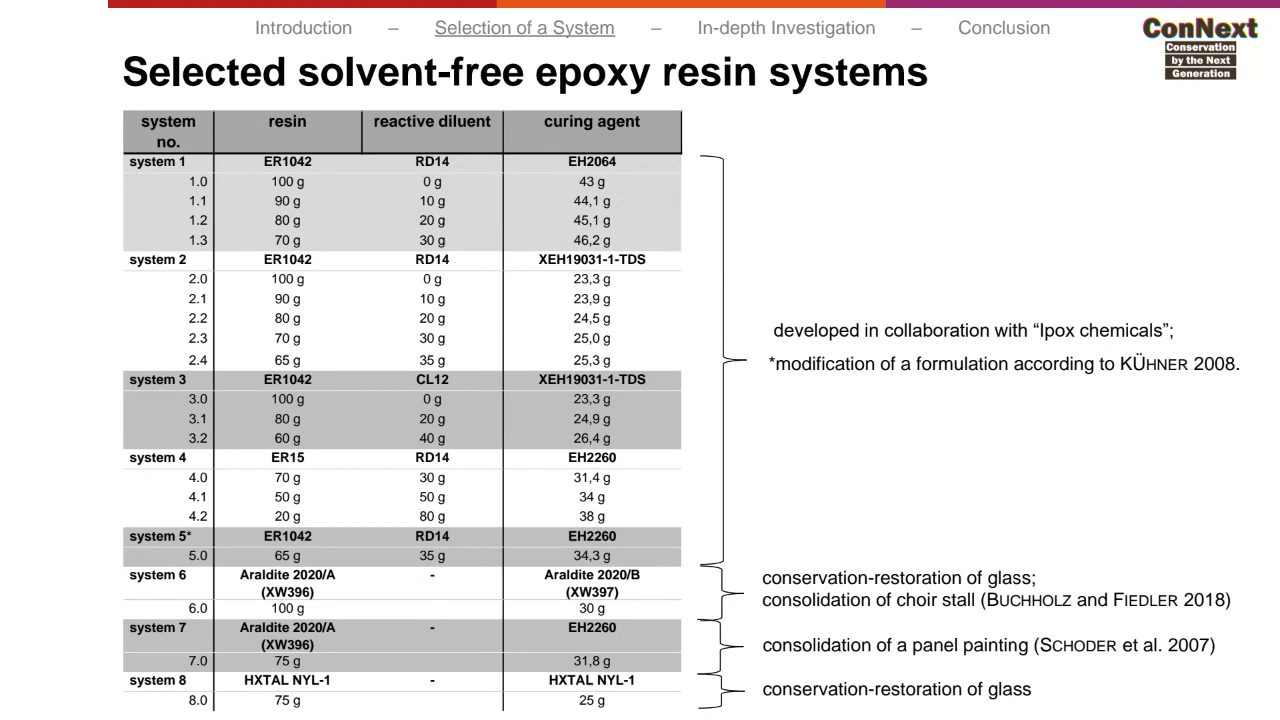 Introduction – Selection of a System – In-depth Investigation – Conclusion
ConNext
Conservation
by the Next
Generation
Selected solvent-free epoxy resin systems
system no. resin reactive diluent curing agent
system 1 ER1042 RD14 EH2064
1.0 100 g 0 g 43 g
1.1 90 g 10 g 44,1 g
1.2 80 g 20 g 45,1 g
1.3 70 g 30 g 46,2 g
system 2 ER1042 RD14 XEH19031-1-TDS
2.0 100 g 0 g 23,3 g
2.1 90 g 10 g 23,9 g
2.2 80 g 20 g 24,5 g
2.3 70 g 30 g 25,0 g
2.4 65 g 35 g 25,3 g
system 3 ER1042 CL12 XEH19031-1-TDS
3.0 100 g 0 g 23,3 g
3.1 80 g 20 g 24,9 g
3.2 60 g 40 g 26,4 g
system 4 ER15 RD14 EH2260
4.0 70 g 30 g 31,4 g
4.1 50 g 50 g 34 g
4.2 20 g 80 g 38 g
system 5* ER1042 RD14 EH2260
5.0 65 g 35 g 34,3 g
system 6 Araldite 2020/A (XW396) - Araldite 2020/B (XW397)
6.0 100 g 30 g
system 7 Araldite 2020/A (XW396) - EH2260
7.0 75 g 31,8 g
system 8 HXTAL NYL-1 - HXTAL NYL-1
8.0 75 g 25 g
developed in collaboration with “Ipox chemicals”;
*modification of a formulation according to KÜHNER 2008.
conservation-restoration of glass;
consolidation of choir stall (BUCHHOLZ and FIEDLER 2018)
consolidation of a panel painting (SCHODER et al. 2007)
conservation-restoration of glass